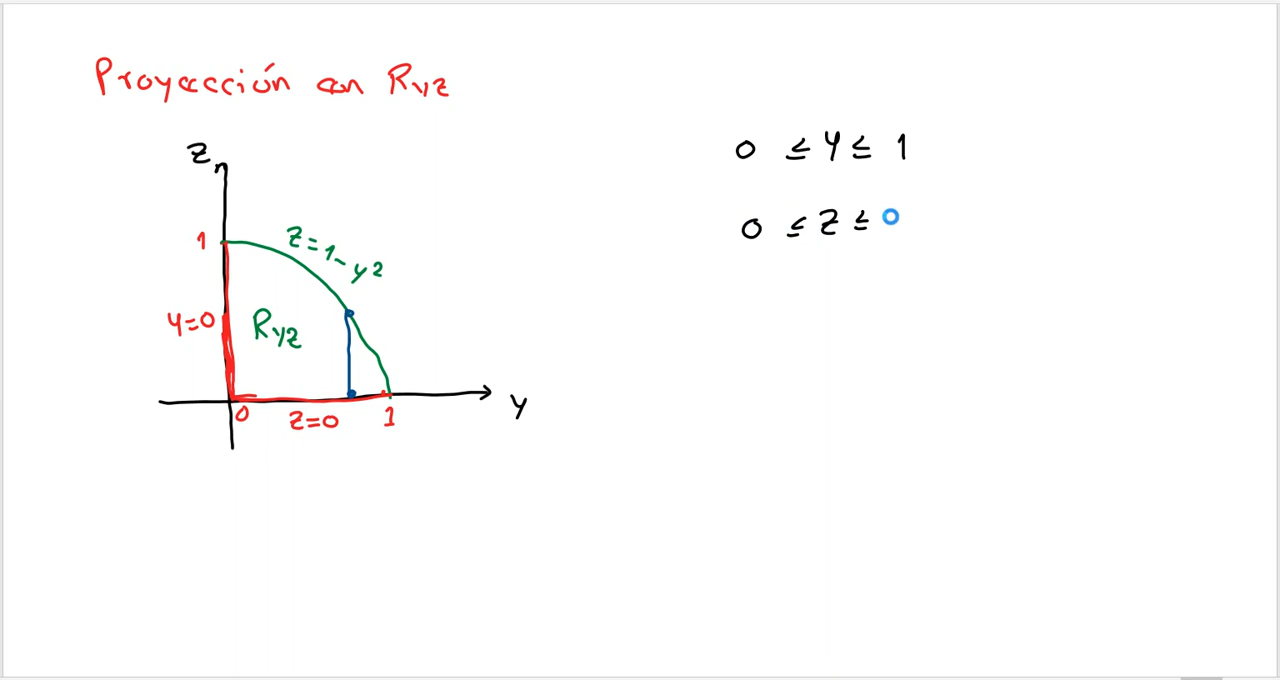 Proyección en Ryz
z
1
z=1-y²
y=0
Ryz
0
z=0
1
y
0 ≤ y ≤ 1
0 ≤ z ≤